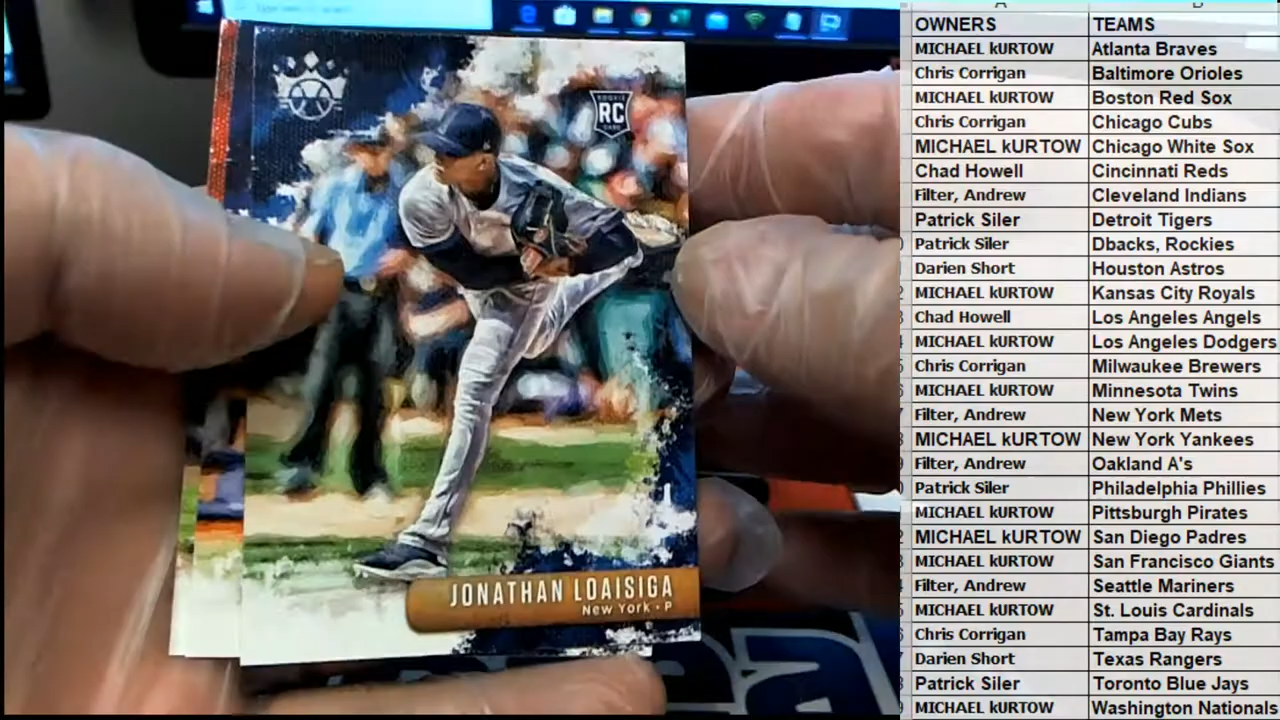 ROOKIE
RC
CARD
JONATHAN LOAISIGA
New York • P
OWNERS TEAMS
MICHAEL kURTOW Atlanta Braves
Chris Corrigan Baltimore Orioles
MICHAEL kURTOW Boston Red Sox
Chris Corrigan Chicago Cubs
MICHAEL kURTOW Chicago White Sox
Chad Howell Cincinnati Reds
Filter, Andrew Cleveland Indians
Patrick Siler Detroit Tigers
Patrick Siler Dbacks, Rockies
Darien Short Houston Astros
MICHAEL kURTOW Kansas City Royals
Chad Howell Los Angeles Angels
MICHAEL kURTOW Los Angeles Dodgers
Chris Corrigan Milwaukee Brewers
MICHAEL kURTOW Minnesota Twins
Filter, Andrew New York Mets
MICHAEL kURTOW New York Yankees
Filter, Andrew Oakland A's
Patrick Siler Philadelphia Phillies
MICHAEL kURTOW Pittsburgh Pirates
MICHAEL kURTOW San Diego Padres
MICHAEL kURTOW San Francisco Giants
Filter, Andrew Seattle Mariners
MICHAEL kURTOW St. Louis Cardinals
Chris Corrigan Tampa Bay Rays
Darien Short Texas Rangers
Patrick Siler Toronto Blue Jays
MICHAEL kURTOW Washington Nationals